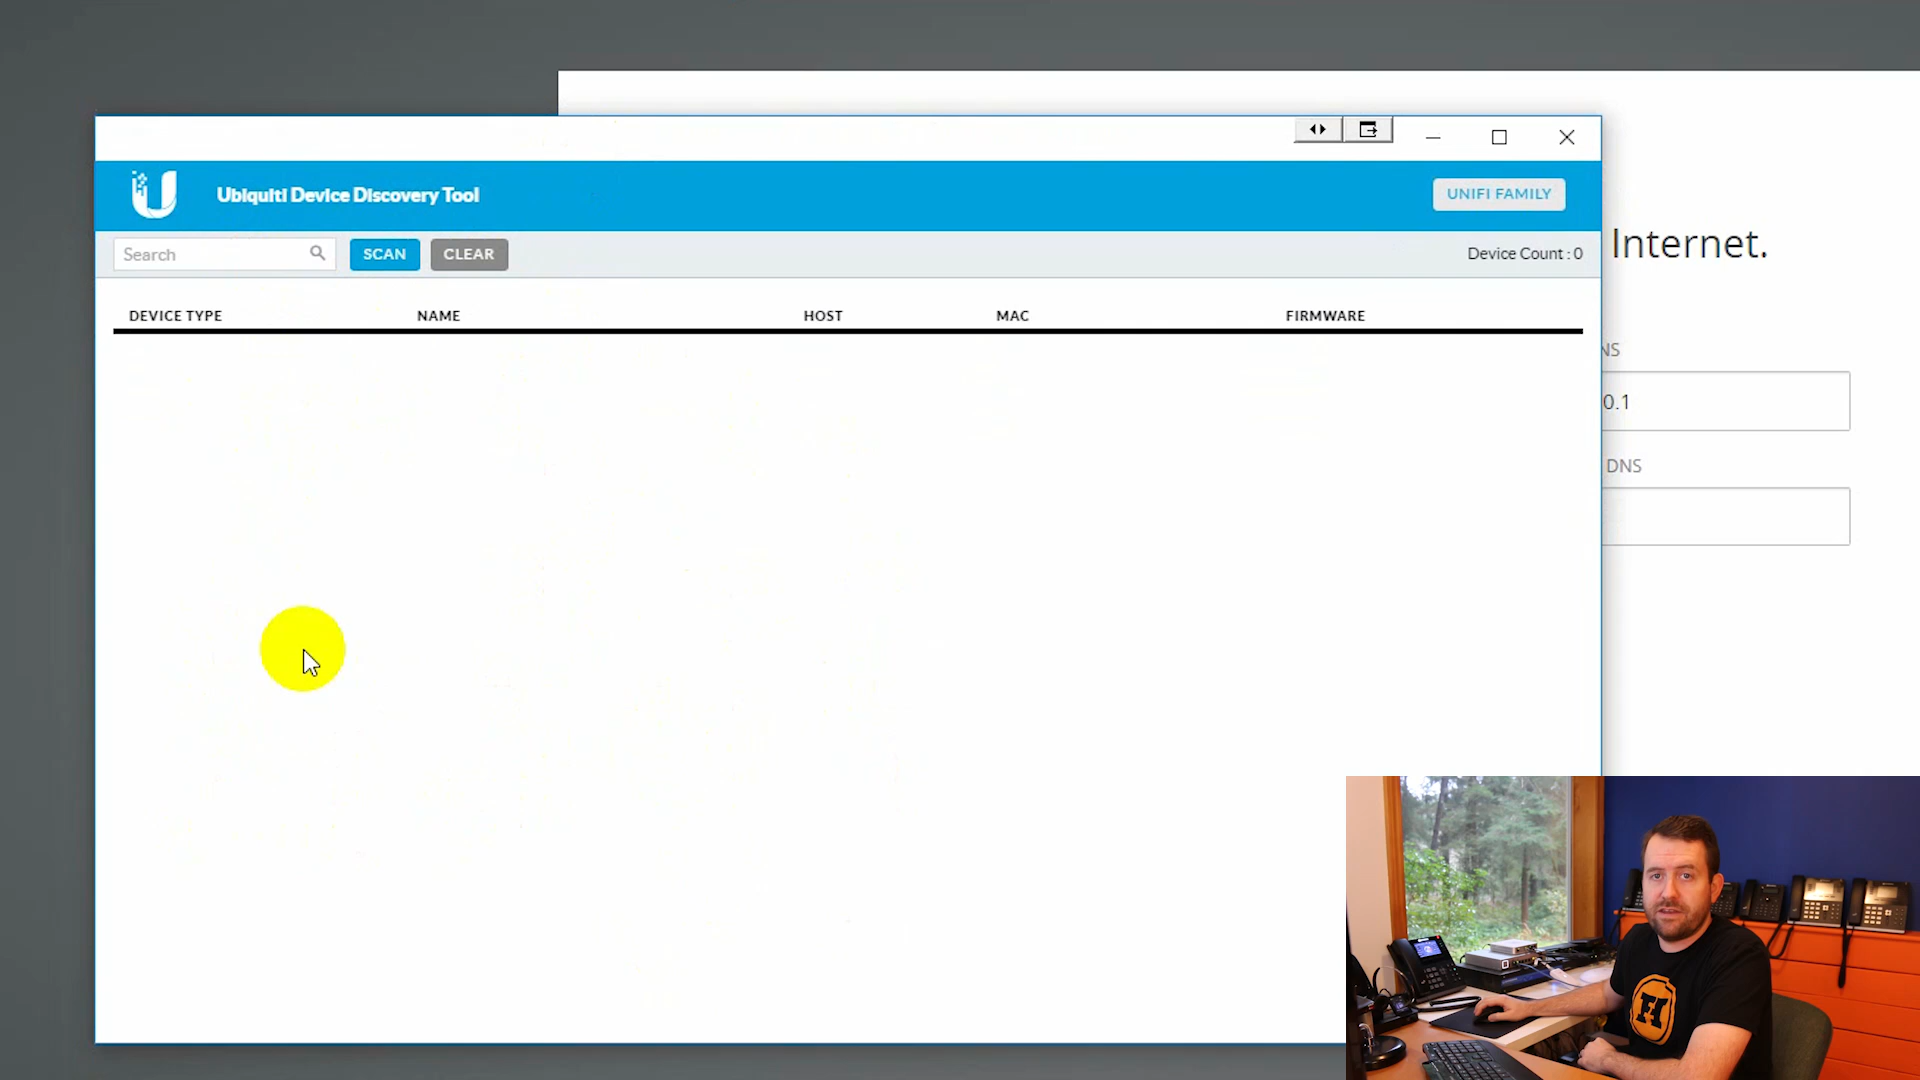 Ubiquiti Device Discovery Tool
UNIFI FAMILY
Search
SCAN
CLEAR
Device Count : 0
Internet.
DEVICE TYPE
NAME
HOST
MAC
FIRMWARE
NS
0.1
DNS